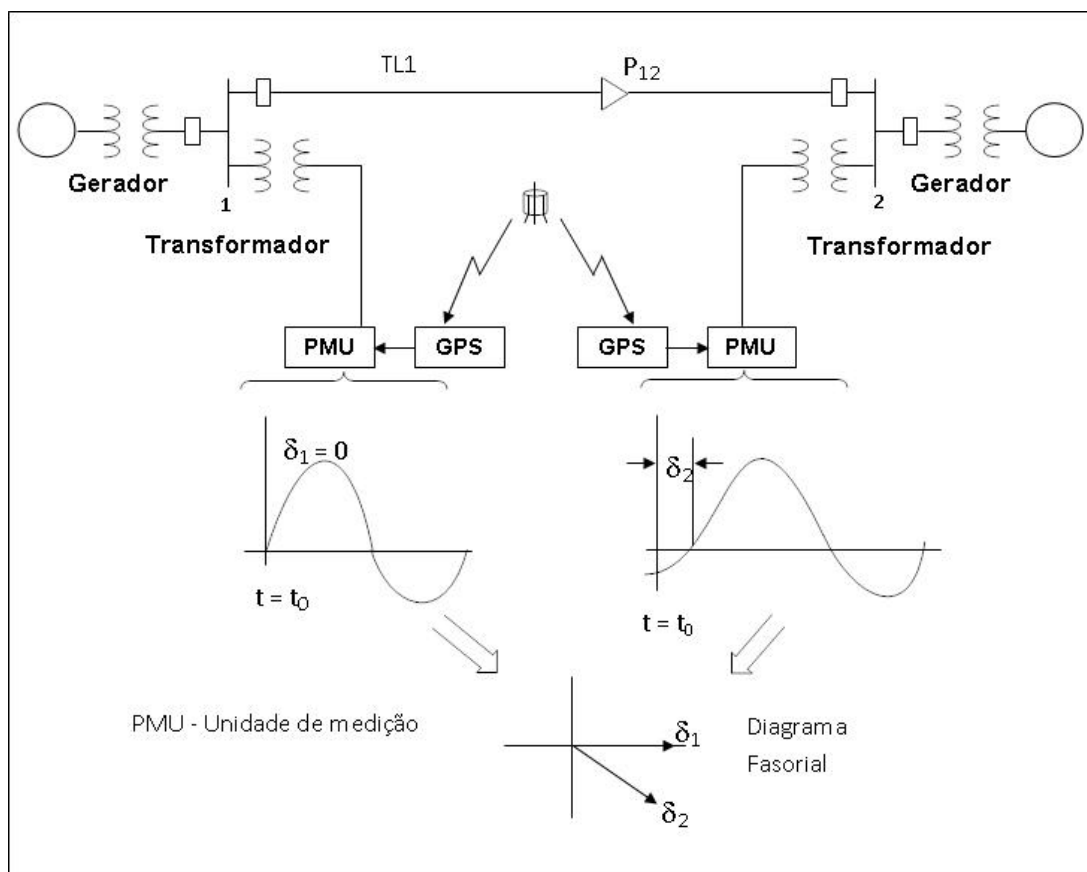 TL1
P12
Gerador
1
Transformador
2
Gerador
Transformador
PMU
GPS
GPS
PMU
δ1 = 0
δ2
t = t0
t = t0
PMU - Unidade de medição
δ1
δ2
Diagrama
Fasorial